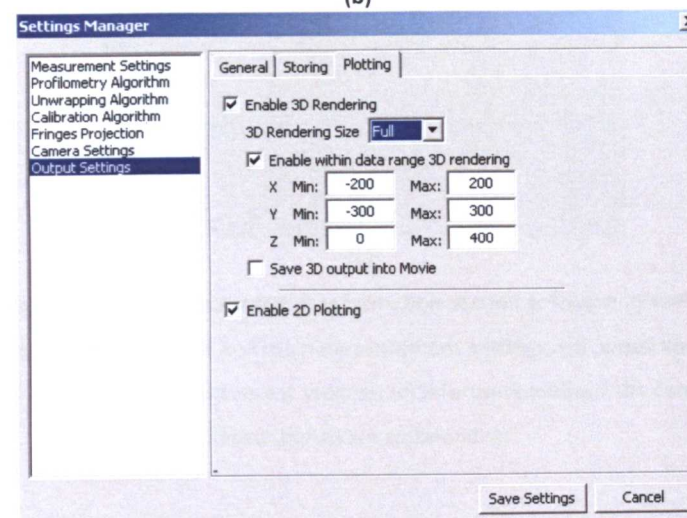 (b)
Settings Manager
Measurement Settings
Profilometry Algorithm
Unwrapping Algorithm
Calibration Algorithm
Fringes Projection
Camera Settings
Output Settings
General Storing Plotting
Enable 3D Rendering
3D Rendering Size Full
Enable within data range 3D rendering
X Min: -200 Max: 200
Y Min: -300 Max: 300
Z Min: 0 Max: 400
Save 3D output into Movie
Enable 2D Plotting
Save Settings Cancel